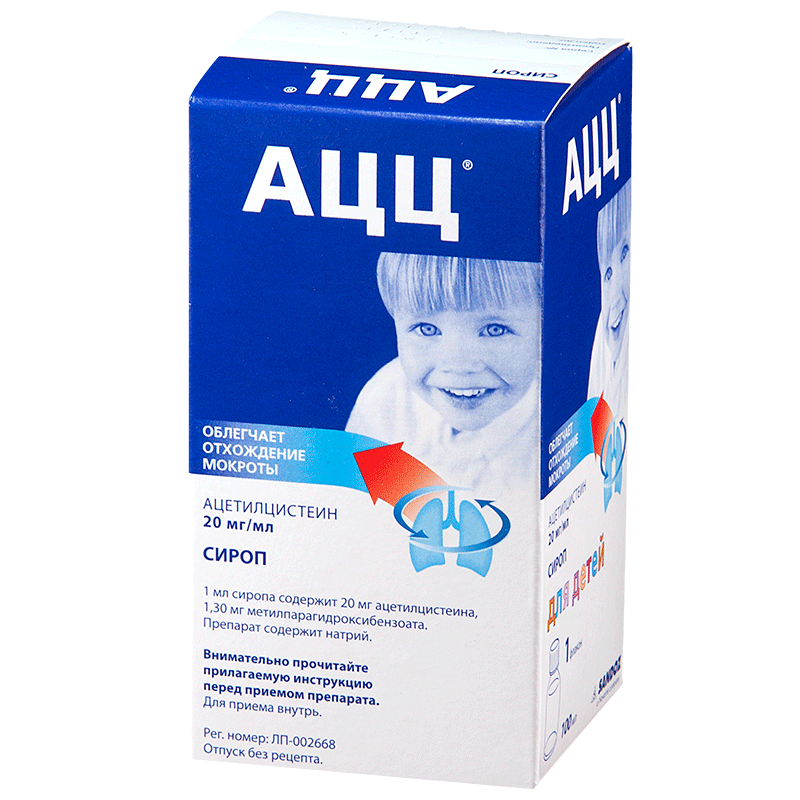 СИРОП
АЦЦ®
АЦЦ®
ОБЛЕГЧАЕТ
ОТХОЖДЕНИЕ
МОКРОТЫ
АЦЕТИЛЦИСТЕИН
20 мг/мл
СИРОП
1 мл сиропа содержит 20 мг ацетилцистеина,
1,30 мг метилпарагидроксибензоата.
Препарат содержит натрий.
Внимательно прочитайте
прилагаемую инструкцию
перед приемом препарата.
Для приема внутрь.
Рег. номер: ЛП-002668
Отпуск без рецепта.
АЦЦ®
ОБЛЕГЧАЕТ
ОТХОЖДЕНИЕ
МОКРОТЫ
АЦЕТИЛЦИСТЕИН
20 мг/мл
СИРОП
для детей
1 флакон
SANDOZ
100 мл